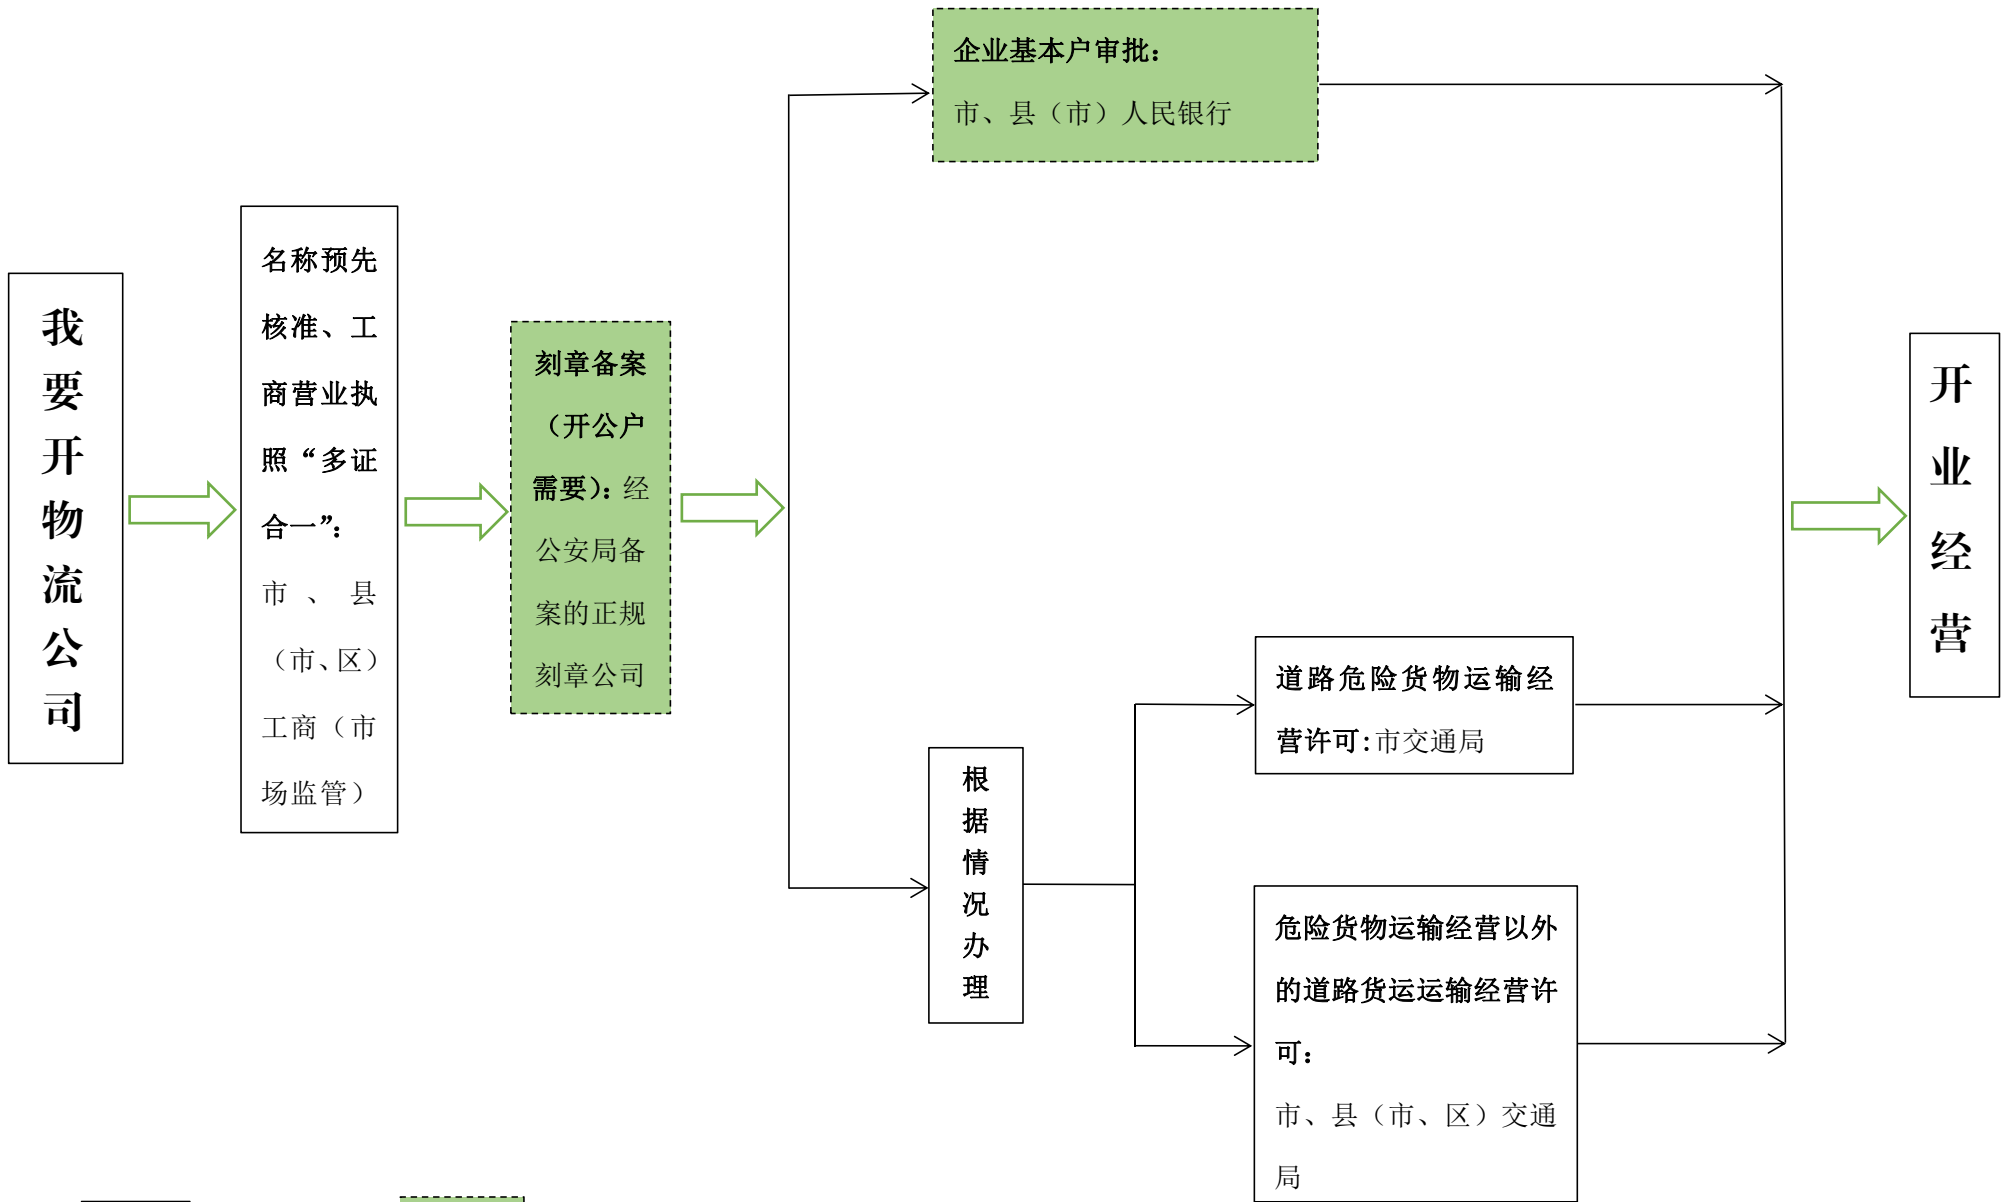 我
要
开
物
流
公
司
名称预先
核准、工
商营业执
照“多证
合一”：
市、县
（市、区）
工商（市
场监管）
刻章备案
（开公户
需要）：经
公安局备
案的正规
刻章公司
企业基本户审批：
市、县（市）人民银行
根
据
情
况
办
理
道路危险货物运输经
营许可：市交通局
危险货物运输经营以外
的道路货运运输经营许
可：
市、县（市、区）交通
局
开
业
经
营